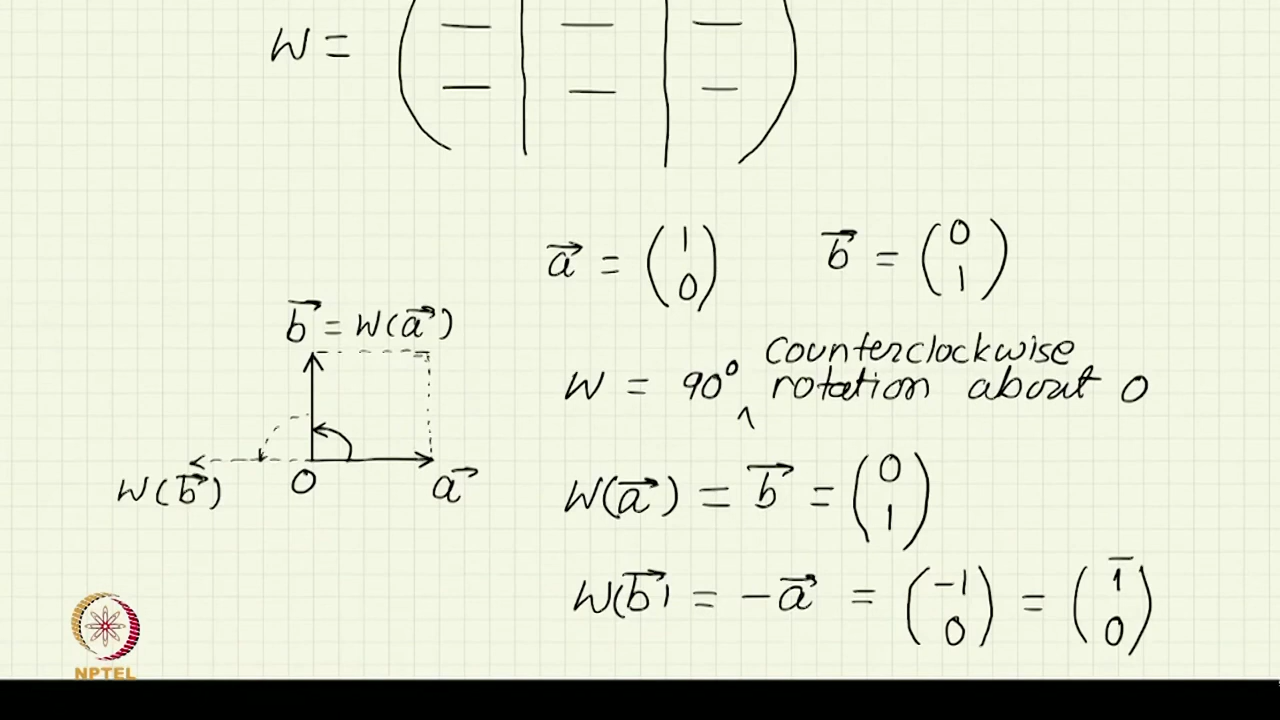 W = ( — | — | — )
a⃗ = (1 0) b⃗ = (0 1)
b⃗ = W(a⃗)
W = 90° ‸ counterclockwise rotation about O
W(b⃗) O a⃗
W(a⃗) = b⃗ = (0 1)
W(b⃗) = -a⃗ = (-1 0) = (1̄ 0)
NPTEL